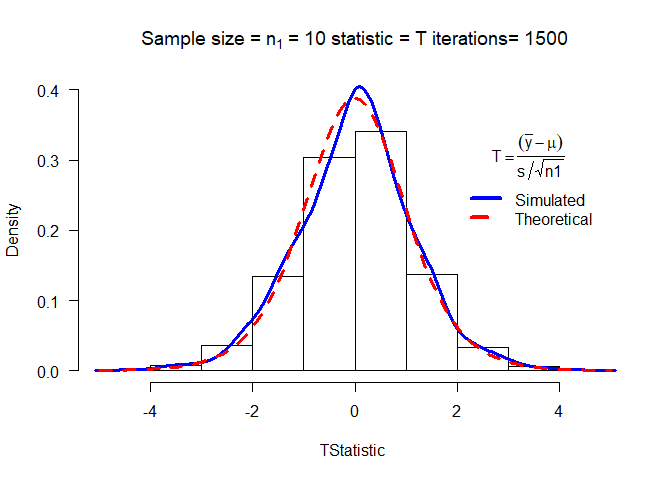 Sample size = n₁ = 10 statistic = T iterations= 1500
Density
0.4
0.3
0.2
0.1
0.0
T = (y̅ − μ)
s/√n1
Simulated
Theoretical
-4 -2 0 2 4
TStatistic